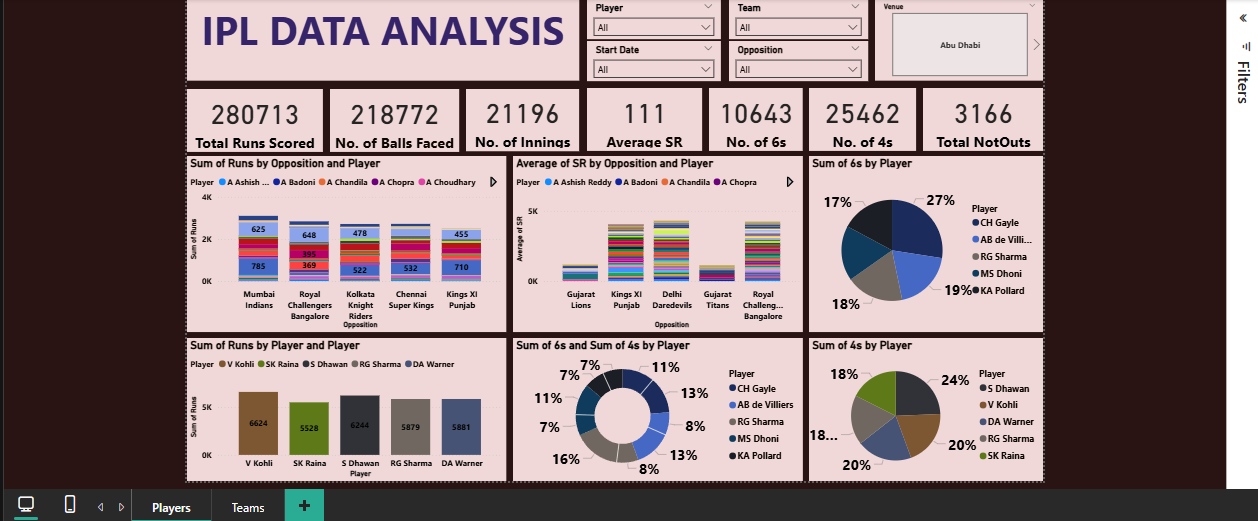 IPL DATA ANALYSIS
Player
All
Team
All
Start Date
All
Opposition
All
Venue
Abu Dhabi
Filters
280713
Total Runs Scored
218772
No. of Balls Faced
21196
No. of Innings
111
Average SR
10643
No. of 6s
25462
No. of 4s
3166
Total NotOuts
Sum of Runs by Opposition and Player
Player A Ashish ... A Badoni A Chandila A Chopra A Choudhary
Sum of Runs
4K
2K
0K
625
785
648
395
369
478
522
532
455
710
Mumbai Indians
Royal Challengers Bangalore
Kolkata Knight Riders
Chennai Super Kings
Kings XI Punjab
Opposition
Average of SR by Opposition and Player
Player A Ashish Reddy A Badoni A Chandila A Chopra
Average of SR
5K
0K
Gujarat Lions
Kings XI Punjab
Delhi Daredevils
Gujarat Titans
Royal Challeng... Bangalore
Opposition
Sum of 6s by Player
27%
19%
18%
17%
Player
CH Gayle
AB de Villi...
RG Sharma
MS Dhoni
KA Pollard
Sum of Runs by Player and Player
Player V Kohli SK Raina S Dhawan RG Sharma DA Warner
Sum of Runs
5K
0K
6624
5528
6244
5879
5881
V Kohli
SK Raina
S Dhawan
RG Sharma
DA Warner
Player
Sum of 6s and Sum of 4s by Player
11%
13%
8%
13%
8%
16%
7%
11%
7%
7%
Player
CH Gayle
AB de Villiers
RG Sharma
MS Dhoni
KA Pollard
Sum of 4s by Player
24%
20%
20%
18...
18%
Player
S Dhawan
V Kohli
DA Warner
RG Sharma
SK Raina
Players
Teams
+